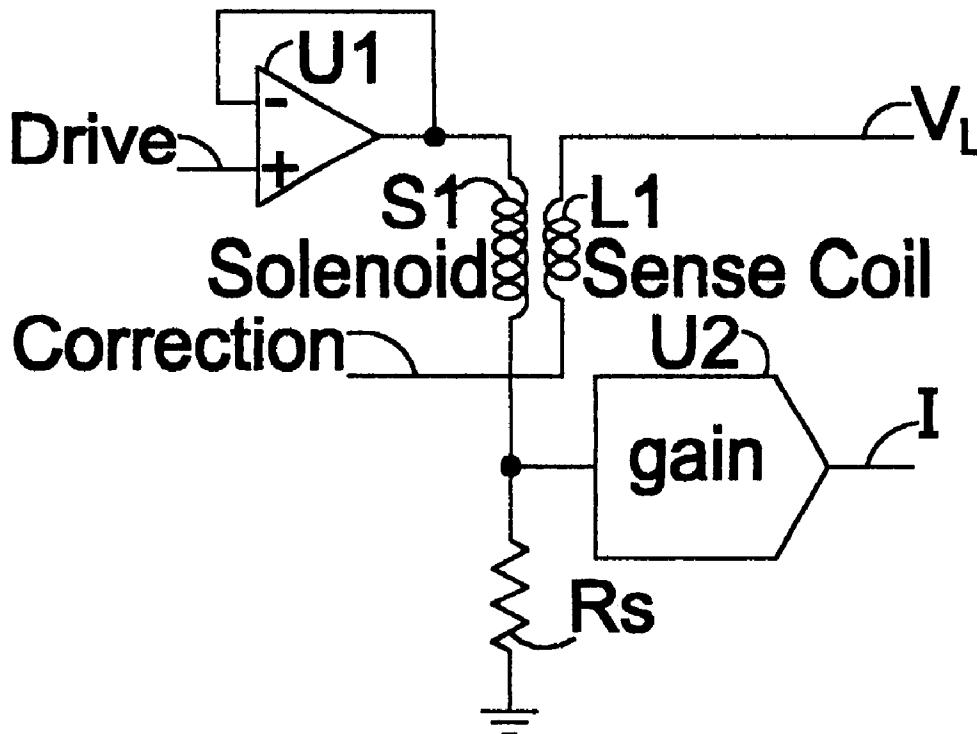 U1
-
Drive
+
V_L
S1
L1
Solenoid
Sense Coil
Correction
U2
gain
I
Rs